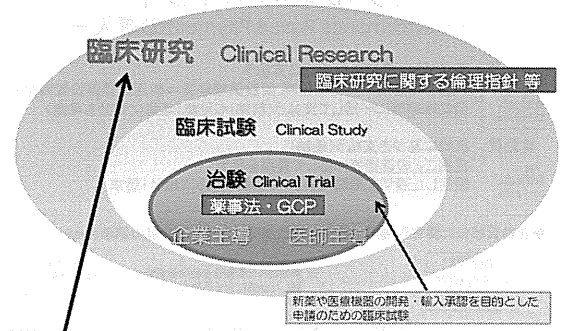 臨床研究 Clinical Research
臨床研究に関する倫理指針 等
臨床試験 Clinical Study
治験 Clinical Trial
薬事法・GCP
企業主導 医師主導
新薬や医療機器の開発・輸入承認を目的とした
申請のための臨床試験